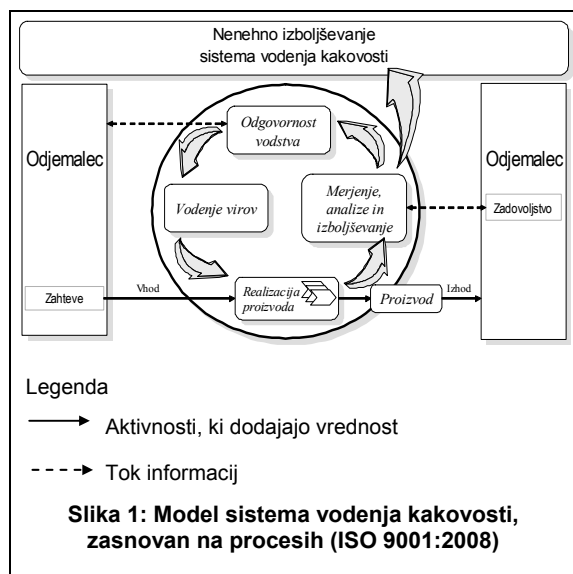 Nenehno izboljševanje
sistema vodenja kakovosti
Odjemalec
Odgovornost
vodstva
Odjemalec
Vodenje virov
Merjenje,
analize in
izboljševanje
Zadovoljstvo
Zahteve
Vhod
Realizacija
proizvoda
Proizvod
Izhod
Legenda
Aktivnosti, ki dodajajo vrednost
Tok informacij
Slika 1: Model sistema vodenja kakovosti,
zasnovan na procesih (ISO 9001:2008)